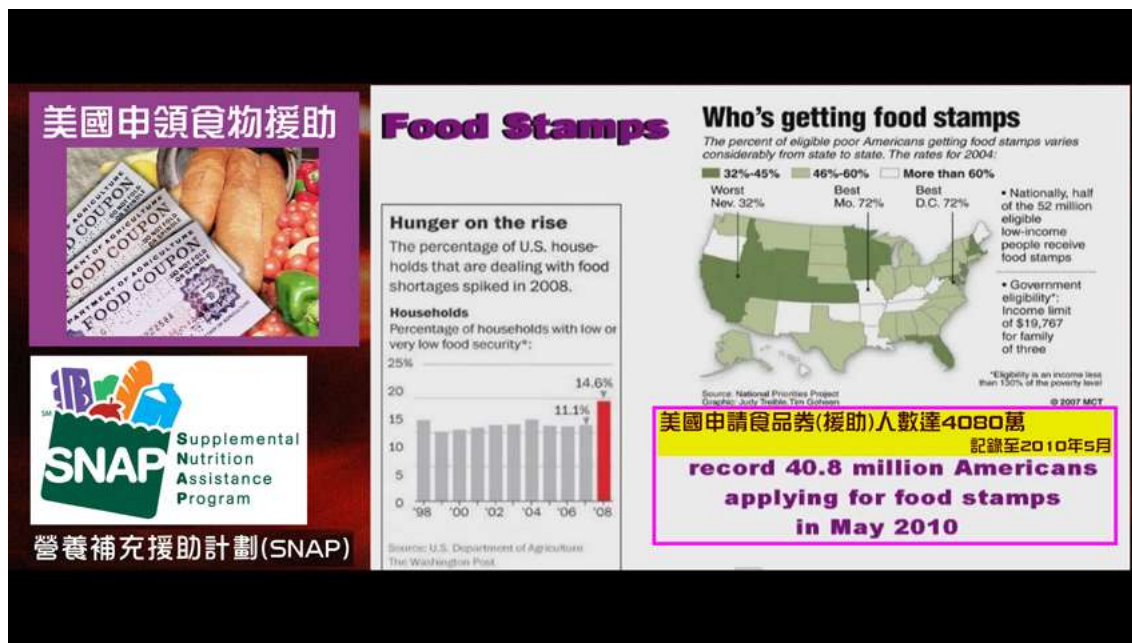 美國申領食物援助
DEPARTMENT OF AGRICULTURE
FOOD COUPON
DO NOT FOLD
OR SPINDLE
SM
SNAP
Supplemental
Nutrition
Assistance
Program
營養補充援助計劃(SNAP)
Food Stamps
Hunger on the rise
The percentage of U.S. house-
holds that are dealing with food
shortages spiked in 2008.
Households
Percentage of households with low or
very low food security*:
25%
20
15
10
5
0
14.6%
11.1%
'98 '00 '02 '04 '06 '08
Source: U.S. Department of Agriculture
The Washington Post
Who's getting food stamps
The percent of eligible poor Americans getting food stamps varies
considerably from state to state. The rates for 2004:
32%-45% 46%-60% More than 60%
Worst
Nev. 32%
Best
Mo. 72%
Best
D.C. 72%
• Nationally, half
of the 52 million
eligible
low-income
people receive
food stamps
• Government
eligibility*:
Income limit
of $19,767
for family
of three
*Eligibility is an income less
than 130% of the poverty level
Source: National Priorities Project
Graphic: Judy Treible, Tim Goheen
© 2007 MCT
美國申請食品券(援助)人數達4080萬
記錄至2010年5月
record 40.8 million Americans
applying for food stamps
in May 2010